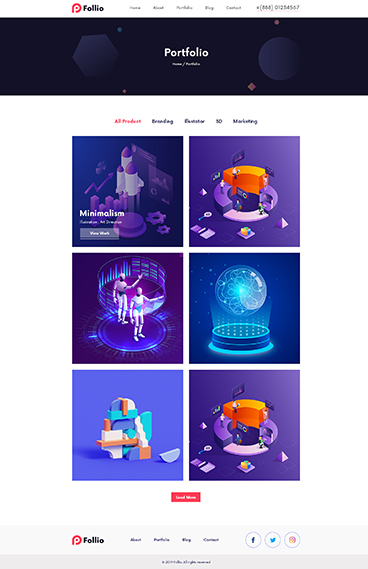 Follio
Home About Portfolio Blog Contact +(888) 01234567
Portfolio
Home / Portfolio
All Product Branding Illustrator 3D Marketing
Minimalism
Illustration, Art Direction
View Work
Load More
Follio
About Portfolio Blog Contact
© 2019 Follio. All rights reserved